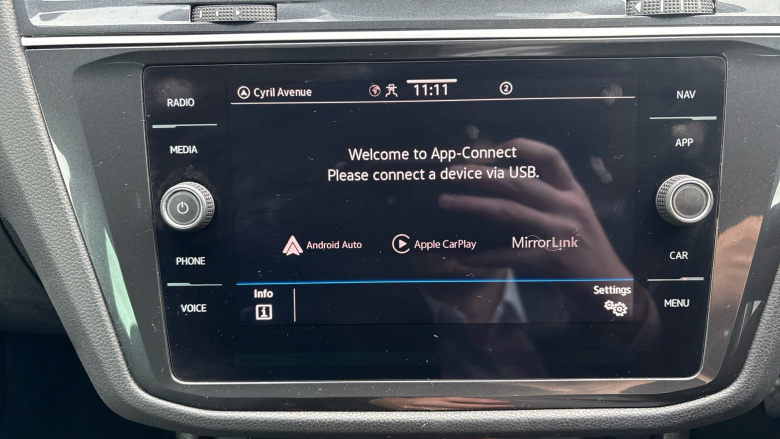 RADIO
MEDIA
PHONE
VOICE
Cyril Avenue
11:11
2
Welcome to App-Connect
Please connect a device via USB.
Android Auto
Apple CarPlay
MirrorLink
Info
i
Settings
NAV
APP
CAR
MENU